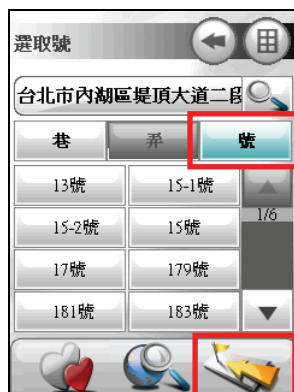 選取號
台北市內湖區堤頂大道二段
巷 弄 號
13號 15-1號
1/6
15-2號 15號
17號 179號
181號 183號